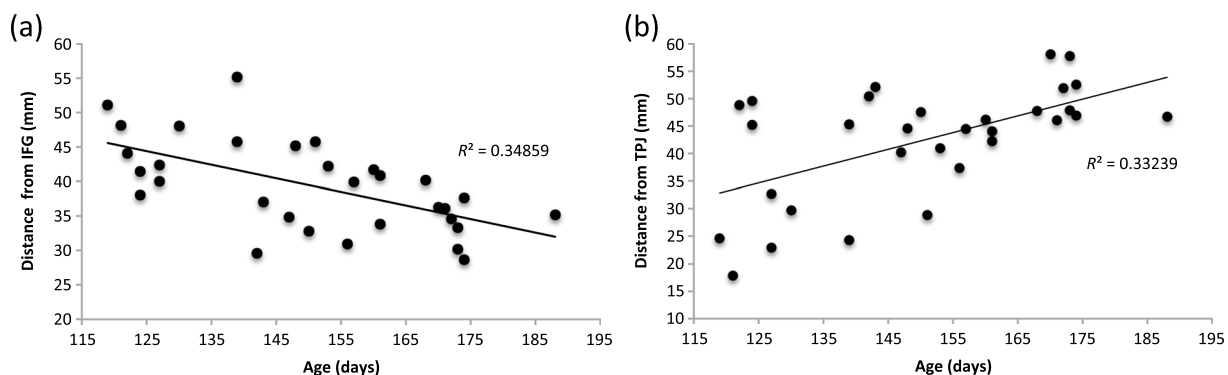 (a)
Distance from IFG (mm)
60
55
50
45
40
35
30
25
20
R² = 0.34859
115 125 135 145 155 165 175 185 195
Age (days)
(b)
Distance from TPJ (mm)
60
55
50
45
40
35
30
25
20
15
10
R² = 0.33239
115 125 135 145 155 165 175 185 195
Age (days)